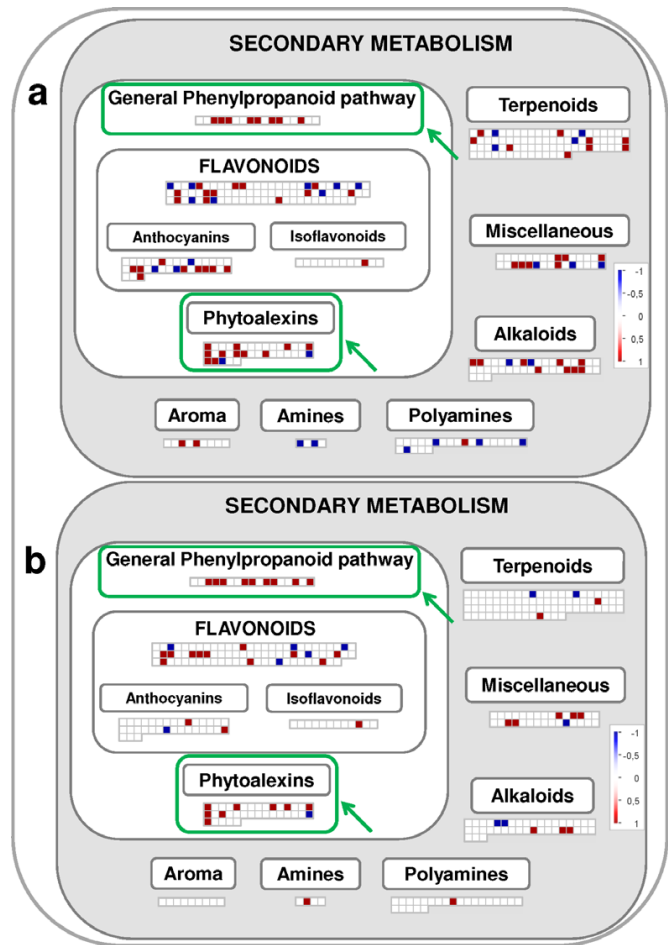 SECONDARY METABOLISM
a
General Phenylpropanoid pathway
Terpenoids
FLAVONOIDS
Anthocyanins
Isoflavonoids
Miscellaneous
-1
-0,5
0
0,5
1
Phytoalexins
Alkaloids
Aroma
Amines
Polyamines
SECONDARY METABOLISM
b
General Phenylpropanoid pathway
Terpenoids
FLAVONOIDS
Anthocyanins
Isoflavonoids
Miscellaneous
-1
-0,5
0
0,5
1
Phytoalexins
Alkaloids
Aroma
Amines
Polyamines